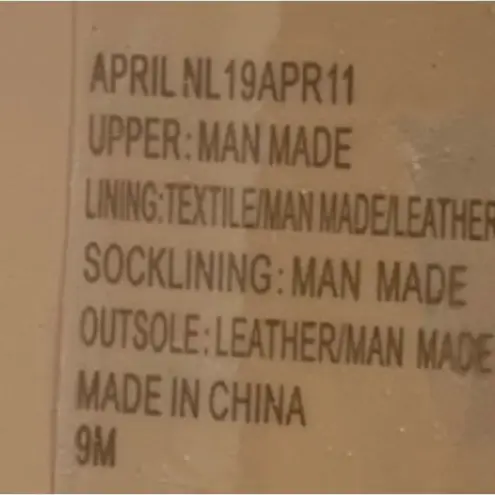 APRIL NL19APR11
UPPER: MAN MADE
LINING:TEXTILE/MAN MADE/LEATHER
SOCKLINING: MAN MADE
OUTSOLE: LEATHER/MAN MADE
MADE IN CHINA
9M